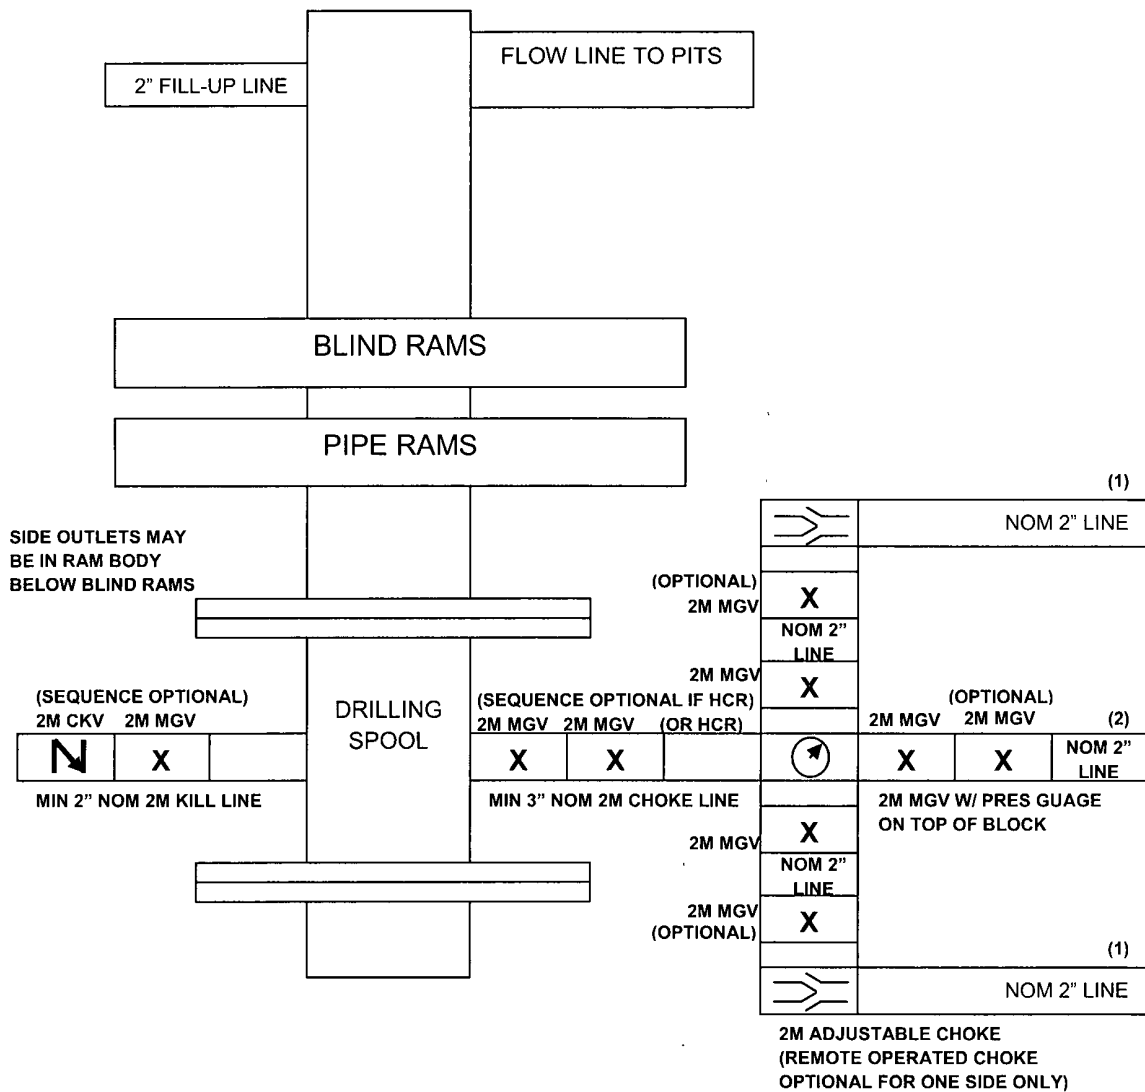 FLOW LINE TO PITS
2” FILL-UP LINE
BLIND RAMS
PIPE RAMS
(1)
NOM 2” LINE
SIDE OUTLETS MAY
BE IN RAM BODY
BELOW BLIND RAMS
(OPTIONAL)
2M MGV
X
NOM 2”
LINE
2M MGV
X
(SEQUENCE OPTIONAL)
2M CKV 2M MGV
X
MIN 2” NOM 2M KILL LINE
DRILLING
SPOOL
(SEQUENCE OPTIONAL IF HCR)
2M MGV 2M MGV (OR HCR)
X X
MIN 3” NOM 2M CHOKE LINE
(OPTIONAL)
2M MGV 2M MGV
(2)
X X
NOM 2”
LINE
2M MGV W/ PRES GUAGE
ON TOP OF BLOCK
2M MGV
X
NOM 2”
LINE
2M MGV
(OPTIONAL)
X
(1)
NOM 2” LINE
2M ADJUSTABLE CHOKE
(REMOTE OPERATED CHOKE
OPTIONAL FOR ONE SIDE ONLY)